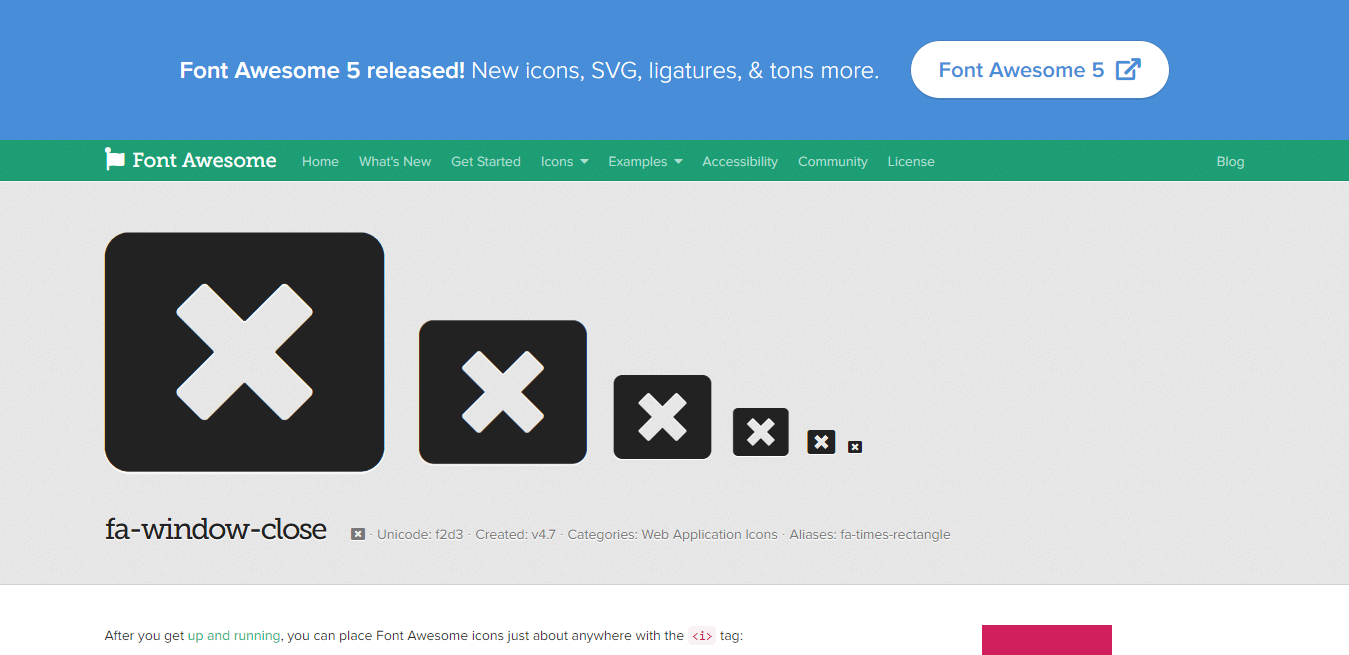 Font Awesome 5 released! New icons, SVG, ligatures, & tons more.
Font Awesome 5
Font Awesome Home What's New Get Started Icons Examples Accessibility Community License Blog
fa-window-close · Unicode: f2d3 · Created: v4.7 · Categories: Web Application Icons · Aliases: fa-times-rectangle
After you get up and running, you can place Font Awesome icons just about anywhere with the <i> tag: